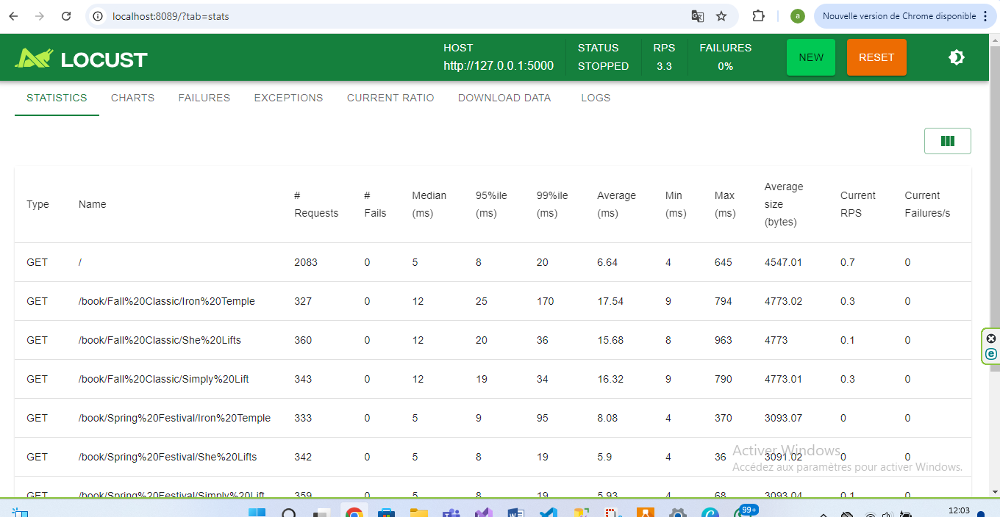 localhost:8089/?tab=stats
a
Nouvelle version de Chrome disponible
LOCUST
HOST
http://127.0.0.1:5000
STATUS
STOPPED
RPS
3.3
FAILURES
0%
NEW
RESET
STATISTICS CHARTS FAILURES EXCEPTIONS CURRENT RATIO DOWNLOAD DATA LOGS
Type Name # Requests # Fails Median (ms) 95%ile (ms) 99%ile (ms) Average (ms) Min (ms) Max (ms) Average size (bytes) Current RPS Current Failures/s
GET / 2083 0 5 8 20 6.64 4 645 4547.01 0.7 0
GET /book/Fall%20Classic/Iron%20Temple 327 0 12 25 170 17.54 9 794 4773.02 0.3 0
GET /book/Fall%20Classic/She%20Lifts 360 0 12 20 36 15.68 8 963 4773 0.1 0
GET /book/Fall%20Classic/Simply%20Lift 343 0 12 19 34 16.32 9 790 4773.01 0.3 0
GET /book/Spring%20Festival/Iron%20Temple 333 0 5 9 95 8.08 4 370 3093.07 0 0
GET /book/Spring%20Festival/She%20Lifts 342 0 5 8 19 5.9 4 36 3091.02 0 0
GET /book/Spring%20Festival/Simply%20Lift 359 0 5 8 19 5.93 4 68 3093.04 0.1 0
Activer Windows
Accédez aux paramètres pour activer Windows.
99+
12:03